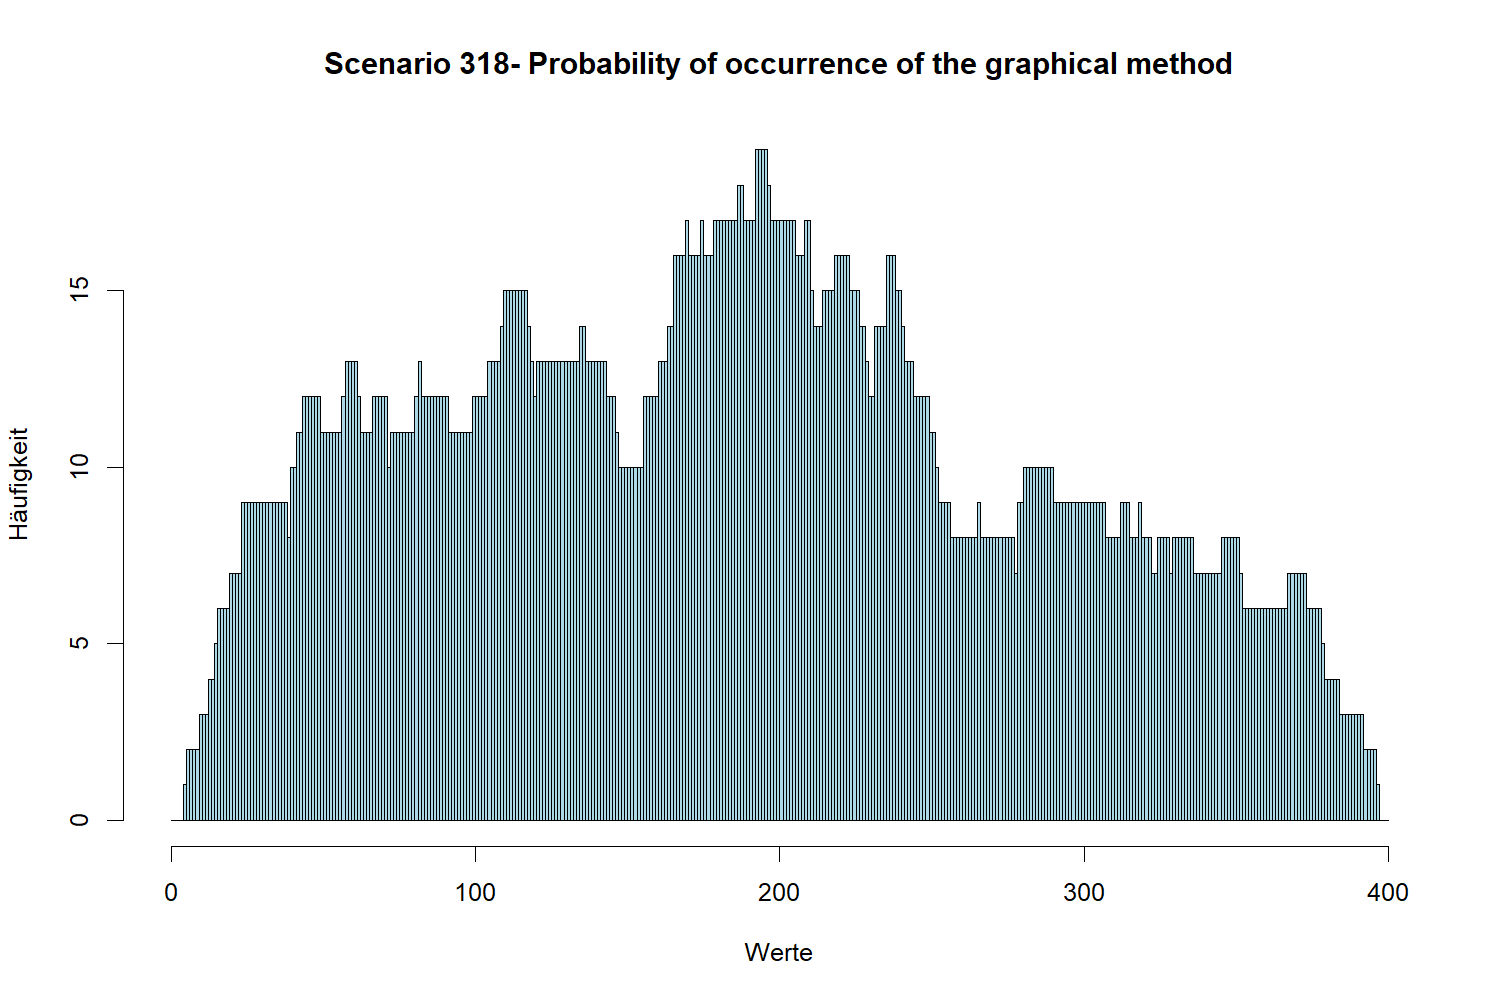 Scenario 318- Probability of occurrence of the graphical method
Häufigkeit
15
10
5
0
0 100 200 300 400
Werte